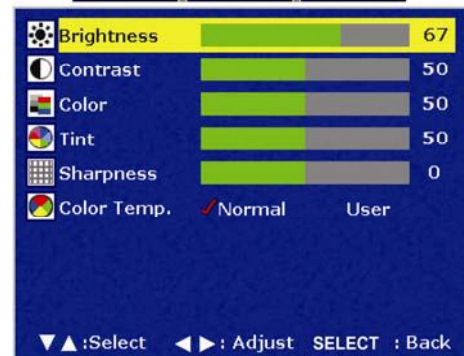 Brightness 67
Contrast 50
Color 50
Tint 50
Sharpness 0
Color Temp. ✓Normal User
▼▲:Select ◀▶: Adjust SELECT : Back